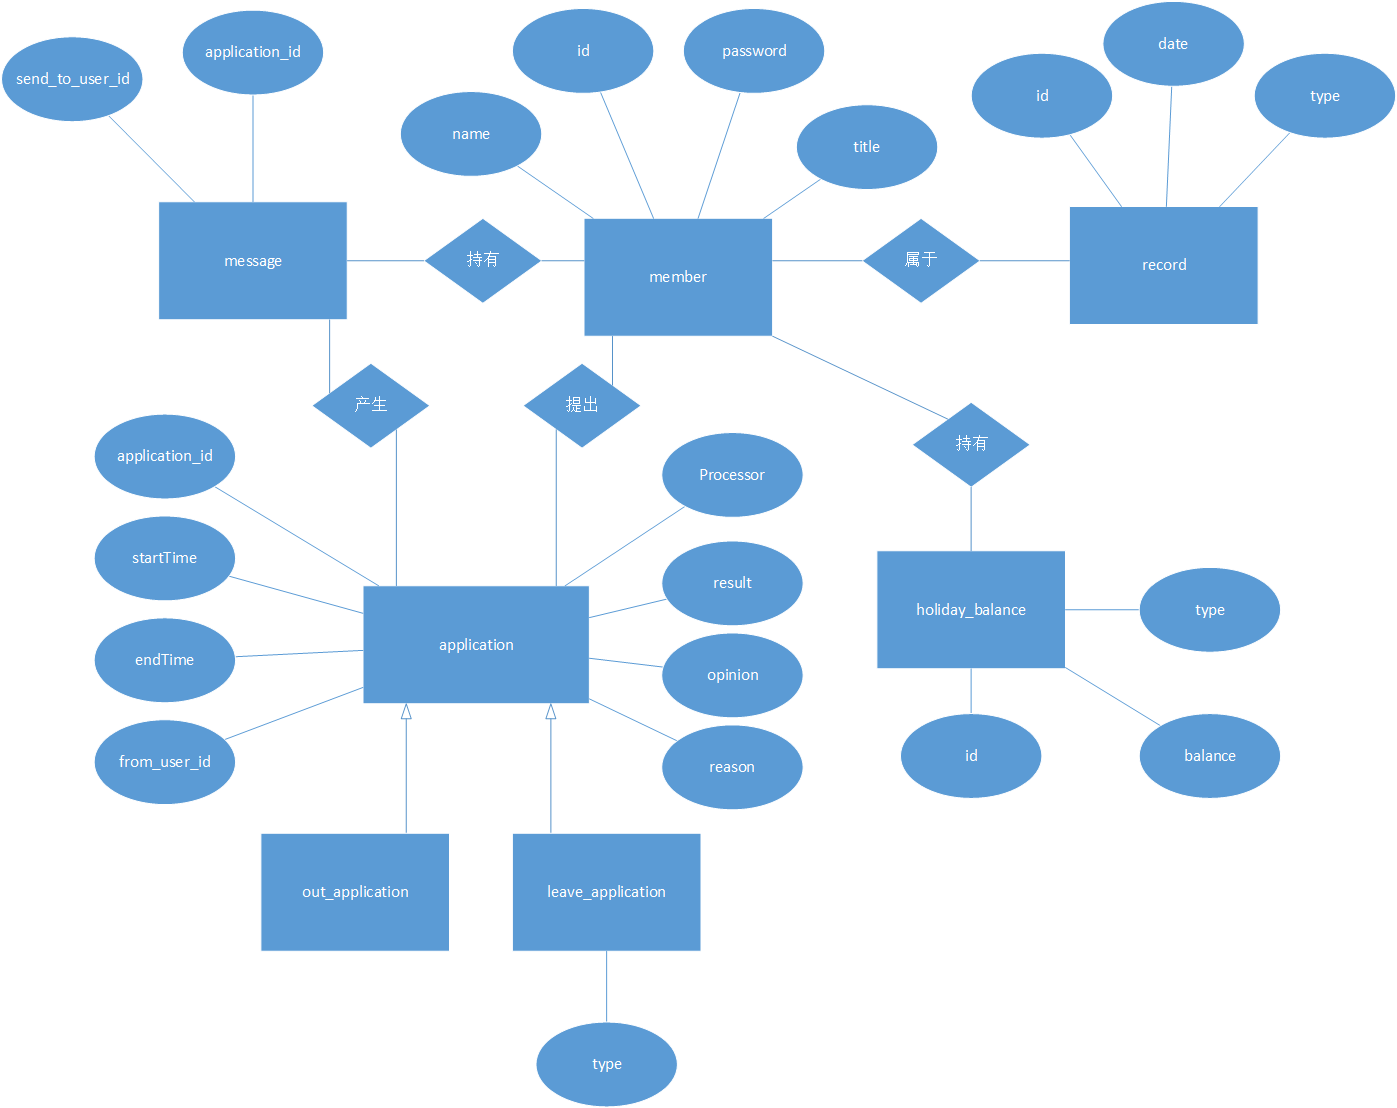 send_to_user_id
application_id
name
id
password
title
id
date
type
message
持有
member
属于
record
产生
提出
持有
application_id
startTime
endTime
from_user_id
application
Processor
result
opinion
reason
holiday_balance
type
id
balance
out_application
leave_application
type